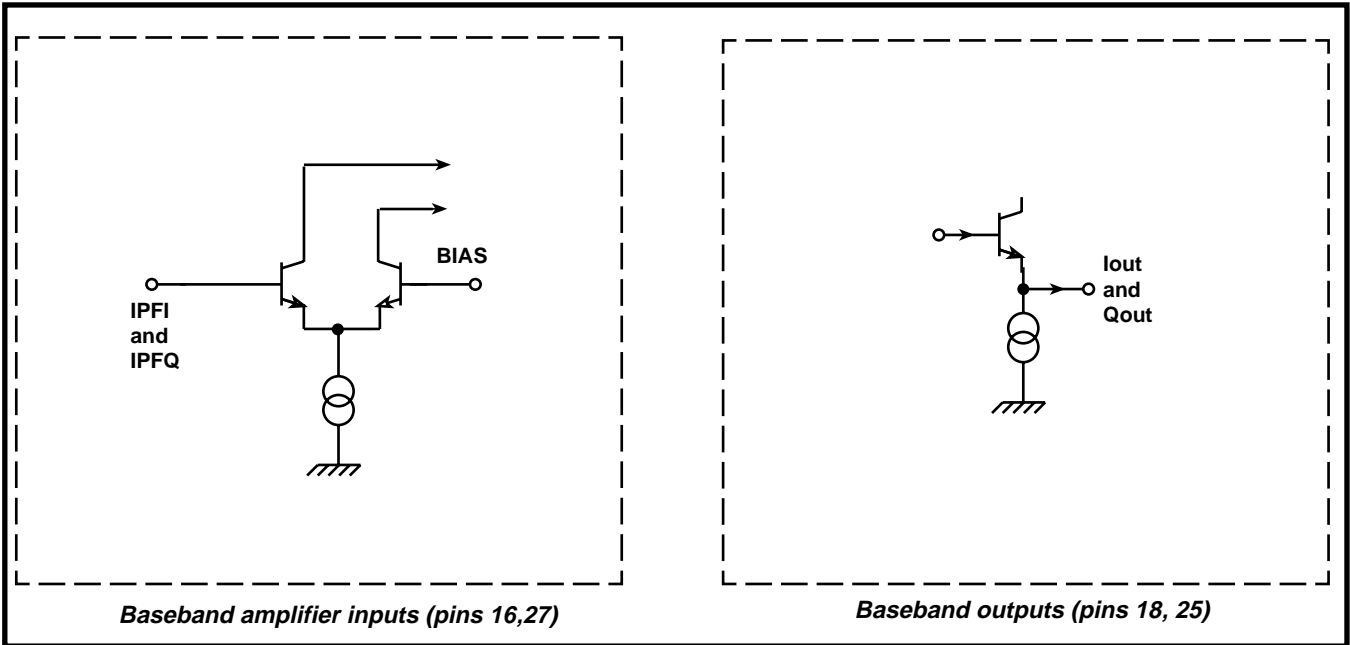 BIAS
IPFI
and
IPFQ
Baseband amplifier inputs (pins 16,27)
Iout
and
Qout
Baseband outputs (pins 18, 25)